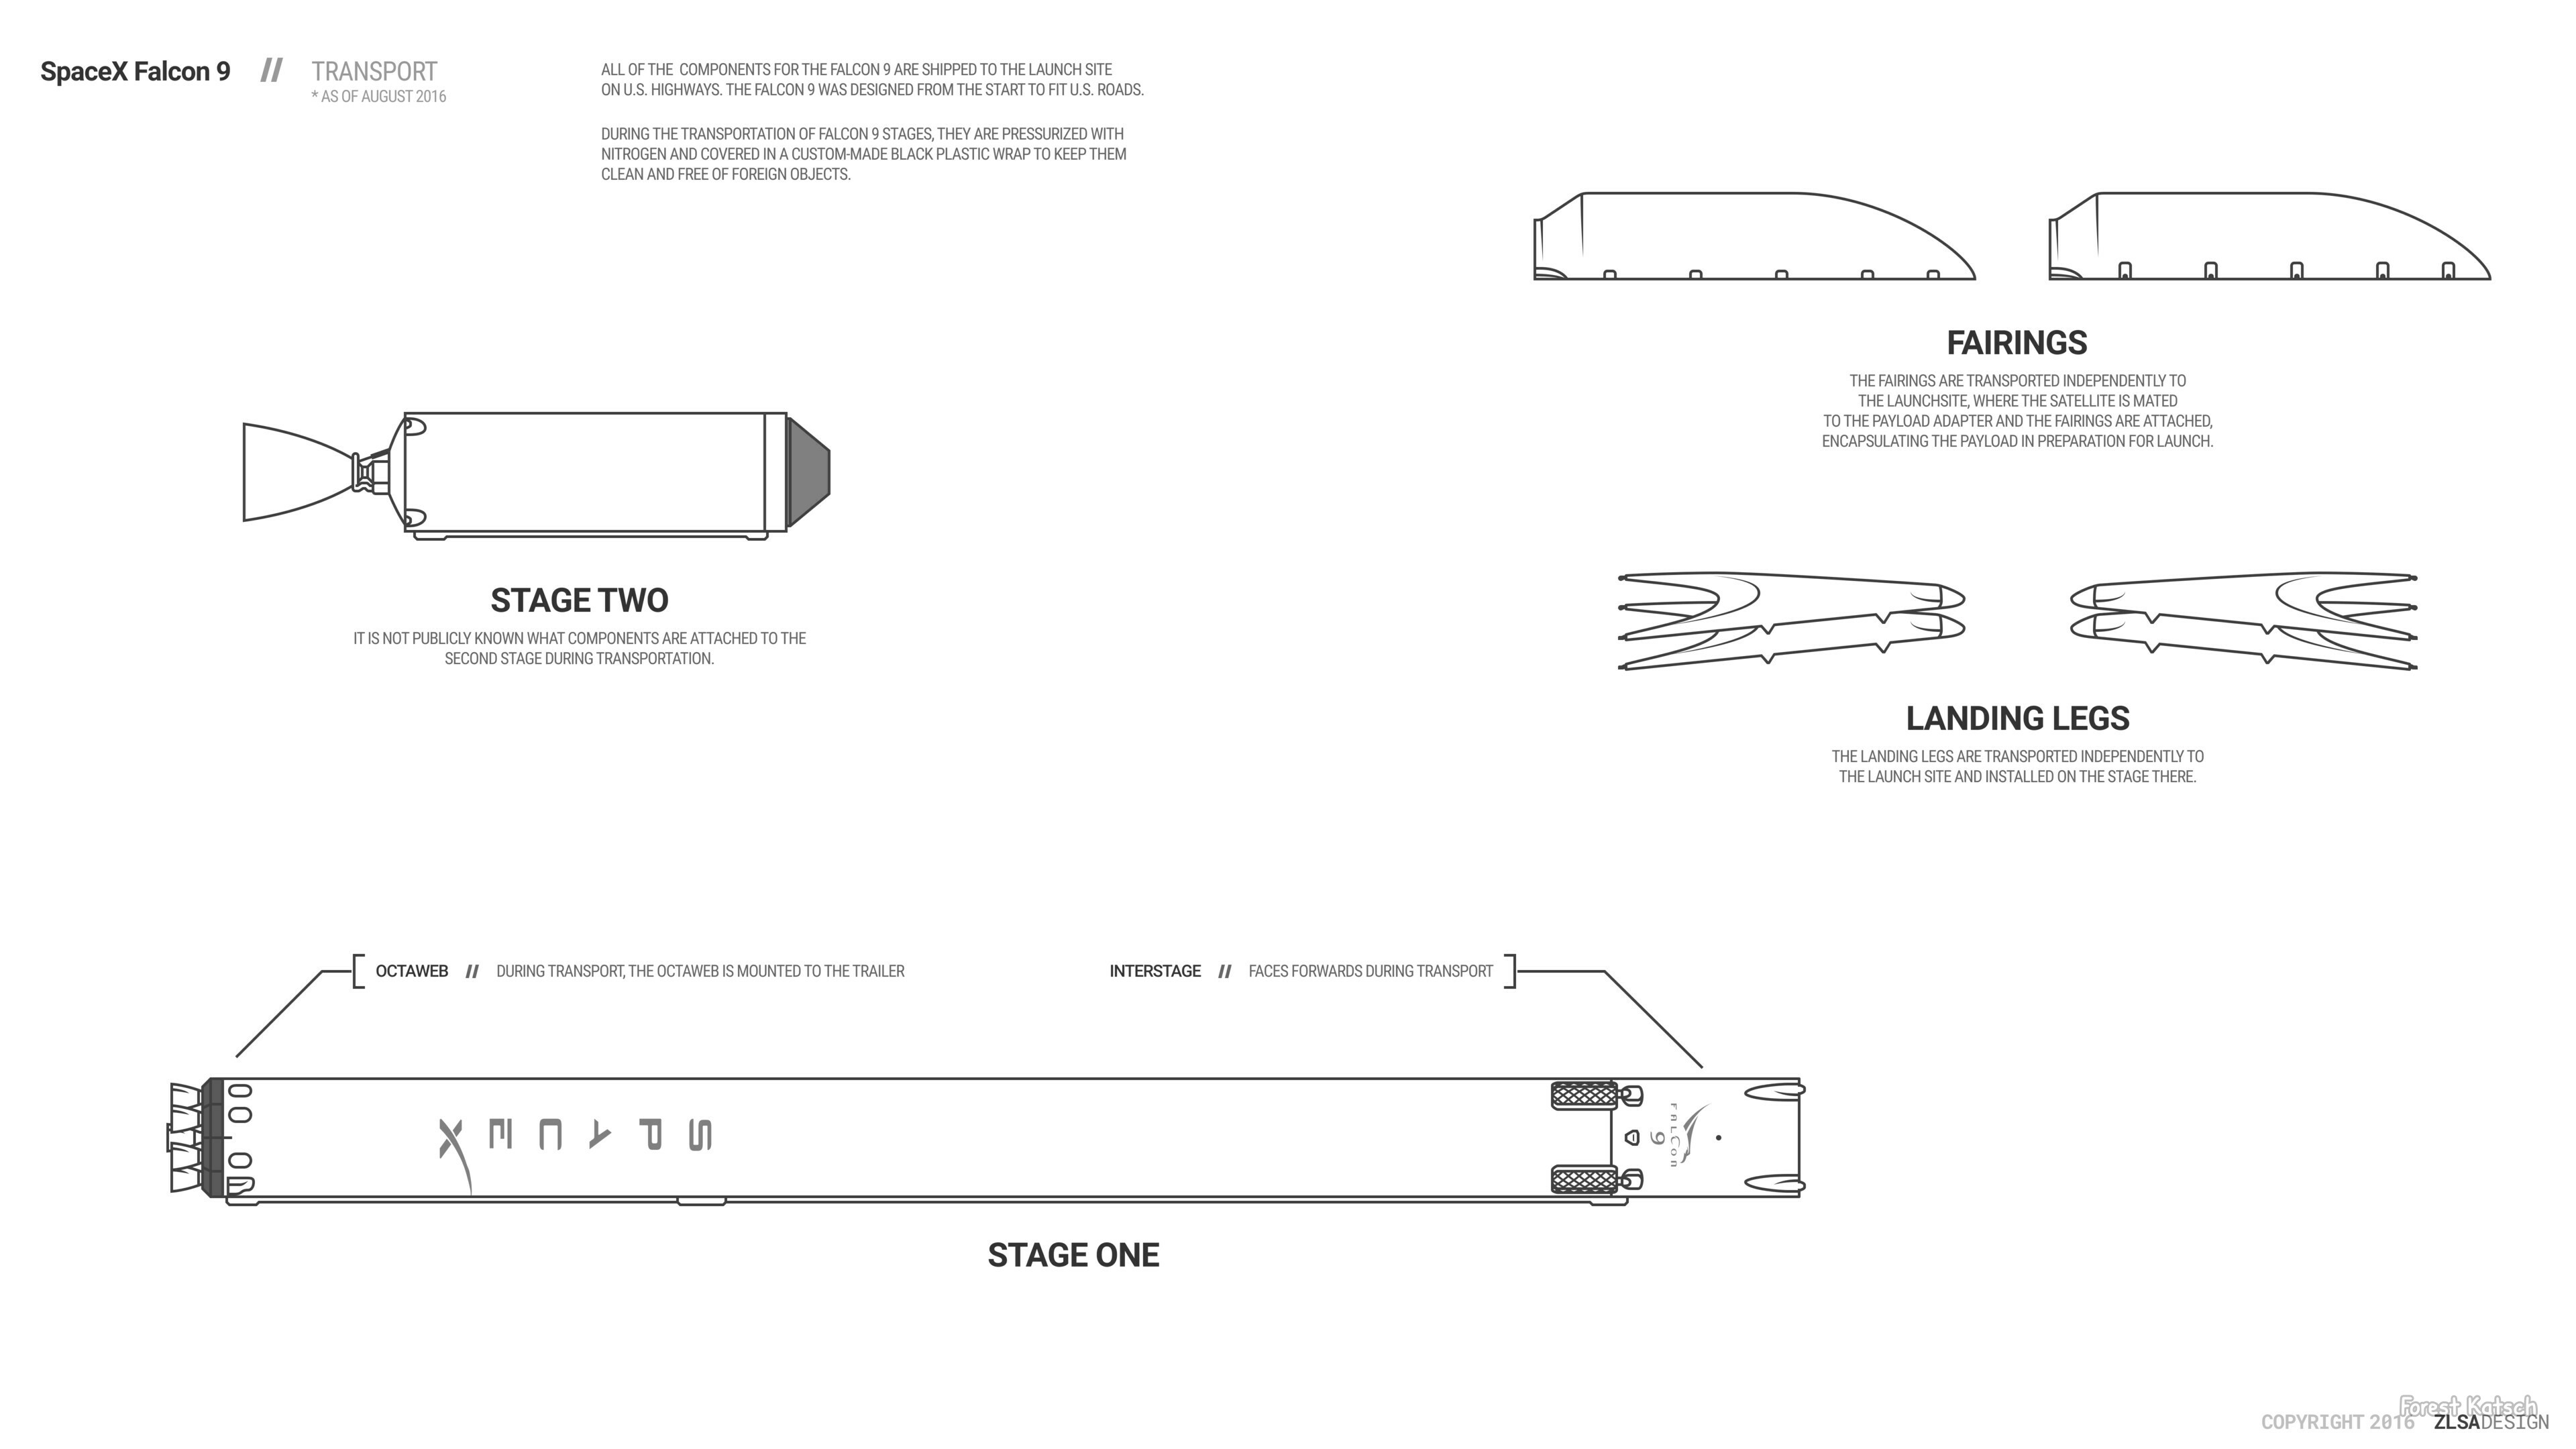 SpaceX Falcon 9 // TRANSPORT
* AS OF AUGUST 2016
ALL OF THE COMPONENTS FOR THE FALCON 9 ARE SHIPPED TO THE LAUNCH SITE
ON U.S. HIGHWAYS. THE FALCON 9 WAS DESIGNED FROM THE START TO FIT U.S. ROADS.
DURING THE TRANSPORTATION OF FALCON 9 STAGES, THEY ARE PRESSURIZED WITH
NITROGEN AND COVERED IN A CUSTOM-MADE BLACK PLASTIC WRAP TO KEEP THEM
CLEAN AND FREE OF FOREIGN OBJECTS.
FAIRINGS
THE FAIRINGS ARE TRANSPORTED INDEPENDENTLY TO
THE LAUNCHSITE, WHERE THE SATELLITE IS MATED
TO THE PAYLOAD ADAPTER AND THE FAIRINGS ARE ATTACHED,
ENCAPSULATING THE PAYLOAD IN PREPARATION FOR LAUNCH.
STAGE TWO
IT IS NOT PUBLICLY KNOWN WHAT COMPONENTS ARE ATTACHED TO THE
SECOND STAGE DURING TRANSPORTATION.
LANDING LEGS
THE LANDING LEGS ARE TRANSPORTED INDEPENDENTLY TO
THE LAUNCH SITE AND INSTALLED ON THE STAGE THERE.
OCTAWEB // DURING TRANSPORT, THE OCTAWEB IS MOUNTED TO THE TRAILER
INTERSTAGE // FACES FORWARDS DURING TRANSPORT
SPACEX
FALCON
9
STAGE ONE
Forest Katsch
COPYRIGHT 2016 ZLSADESIGN